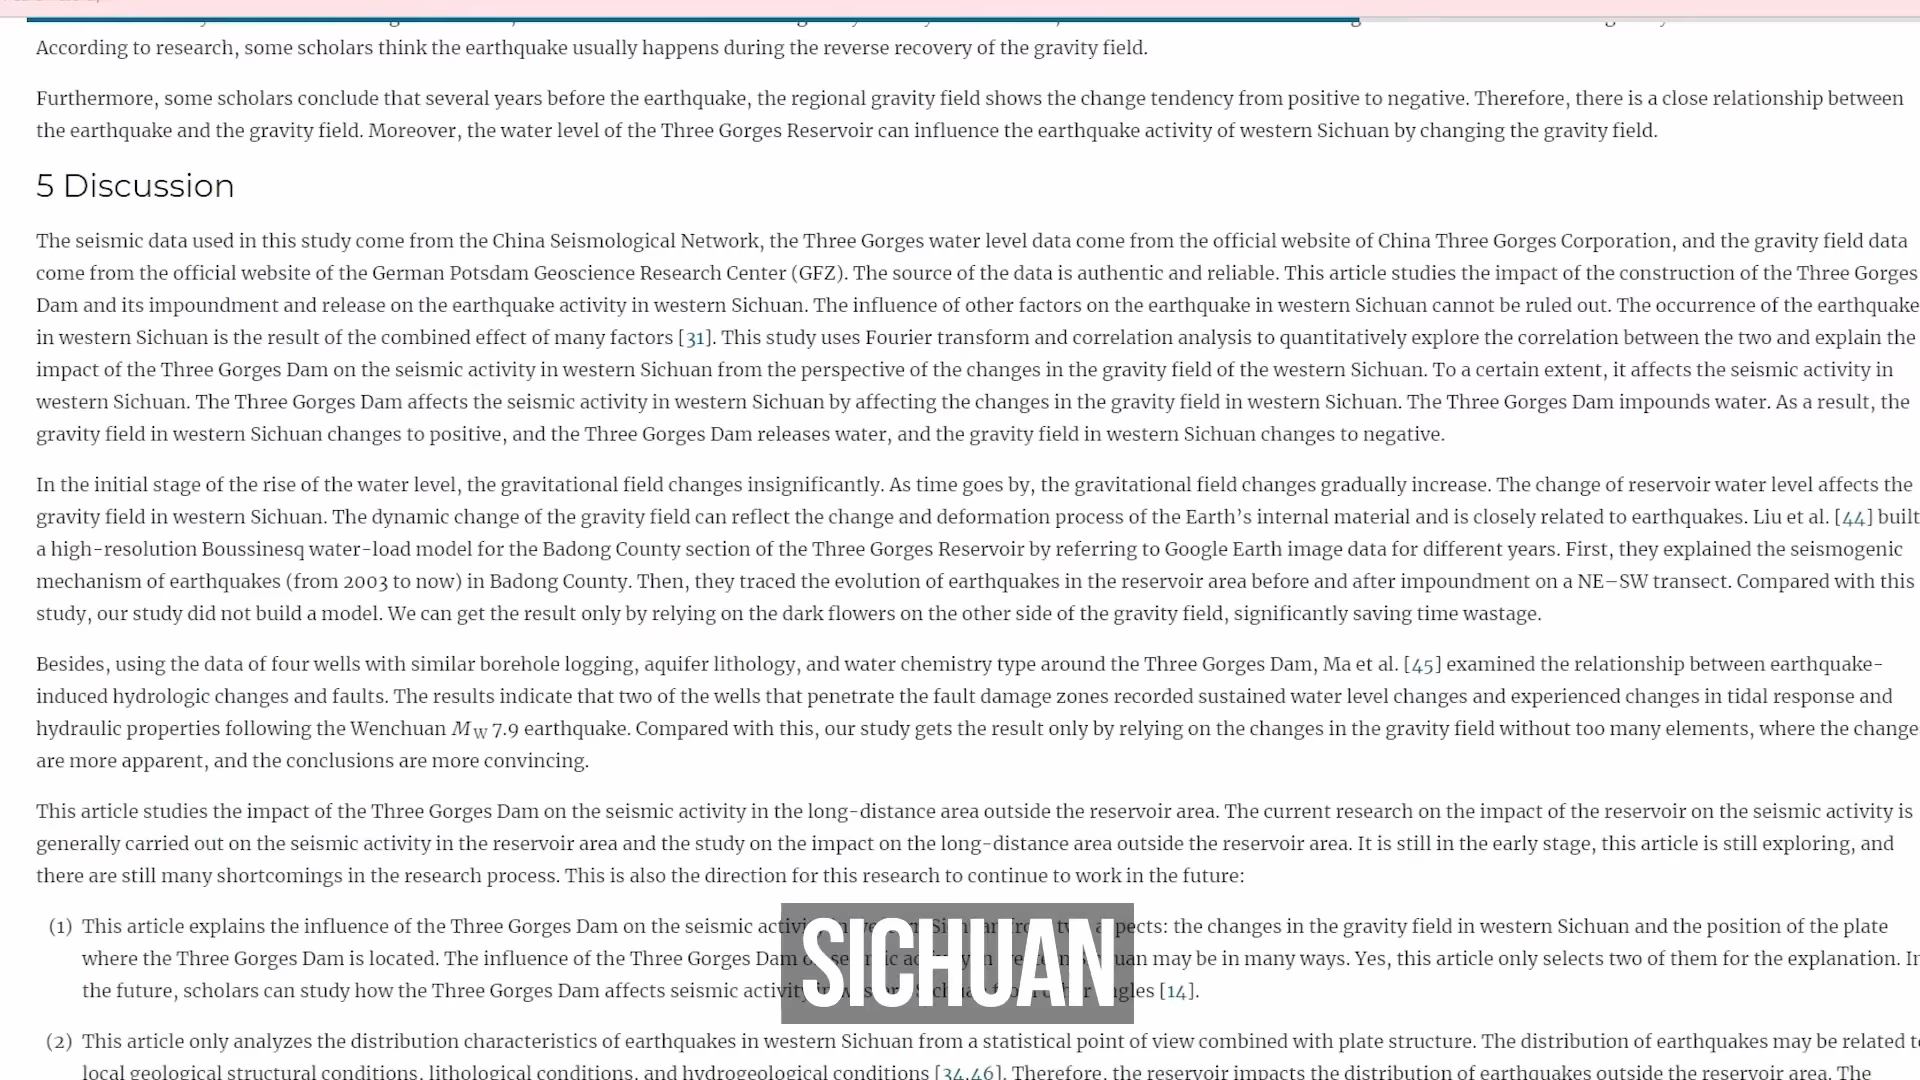 According to research, some scholars think the earthquake usually happens during the reverse recovery of the gravity field.
Furthermore, some scholars conclude that several years before the earthquake, the regional gravity field shows the change tendency from positive to negative. Therefore, there is a close relationship between
the earthquake and the gravity field. Moreover, the water level of the Three Gorges Reservoir can influence the earthquake activity of western Sichuan by changing the gravity field.
5 Discussion
The seismic data used in this study come from the China Seismological Network, the Three Gorges water level data come from the official website of China Three Gorges Corporation, and the gravity field data
come from the official website of the German Potsdam Geoscience Research Center (GFZ). The source of the data is authentic and reliable. This article studies the impact of the construction of the Three Gorges
Dam and its impoundment and release on the earthquake activity in western Sichuan. The influence of other factors on the earthquake in western Sichuan cannot be ruled out. The occurrence of the earthquake
in western Sichuan is the result of the combined effect of many factors [31]. This study uses Fourier transform and correlation analysis to quantitatively explore the correlation between the two and explain the
impact of the Three Gorges Dam on the seismic activity in western Sichuan from the perspective of the changes in the gravity field of the western Sichuan. To a certain extent, it affects the seismic activity in
western Sichuan. The Three Gorges Dam affects the seismic activity in western Sichuan by affecting the changes in the gravity field in western Sichuan. The Three Gorges Dam impounds water. As a result, the
gravity field in western Sichuan changes to positive, and the Three Gorges Dam releases water, and the gravity field in western Sichuan changes to negative.
In the initial stage of the rise of the water level, the gravitational field changes insignificantly. As time goes by, the gravitational field changes gradually increase. The change of reservoir water level affects the
gravity field in western Sichuan. The dynamic change of the gravity field can reflect the change and deformation process of the Earth's internal material and is closely related to earthquakes. Liu et al. [44] built
a high-resolution Boussinesq water-load model for the Badong County section of the Three Gorges Reservoir by referring to Google Earth image data for different years. First, they explained the seismogenic
mechanism of earthquakes (from 2003 to now) in Badong County. Then, they traced the evolution of earthquakes in the reservoir area before and after impoundment on a NE–SW transect. Compared with this
study, our study did not build a model. We can get the result only by relying on the dark flowers on the other side of the gravity field, significantly saving time wastage.
Besides, using the data of four wells with similar borehole logging, aquifer lithology, and water chemistry type around the Three Gorges Dam, Ma et al. [45] examined the relationship between earthquake-
induced hydrologic changes and faults. The results indicate that two of the wells that penetrate the fault damage zones recorded sustained water level changes and experienced changes in tidal response and
hydraulic properties following the Wenchuan MW 7.9 earthquake. Compared with this, our study gets the result only by relying on the changes in the gravity field without too many elements, where the change
are more apparent, and the conclusions are more convincing.
This article studies the impact of the Three Gorges Dam on the seismic activity in the long-distance area outside the reservoir area. The current research on the impact of the reservoir on the seismic activity is
generally carried out on the seismic activity in the reservoir area and the study on the impact on the long-distance area outside the reservoir area. It is still in the early stage, this article is still exploring, and
there are still many shortcomings in the research process. This is also the direction for this research to continue to work in the future:
(1) This article explains the influence of the Three Gorges Dam on the seismic pects: the changes in the gravity field in western Sichuan and the position of the plate
where the Three Gorges Dam is located. The influence of the Three Gorges Dam may be in many ways. Yes, this article only selects two of them for the explanation. In
the future, scholars can study how the Three Gorges Dam affects seismic [14].
SICHUAN
(2) This article only analyzes the distribution characteristics of earthquakes in western Sichuan from a statistical point of view combined with plate structure. The distribution of earthquakes may be related
local geological structural conditions, lithological conditions, and hydrogeological conditions [34,46]. Therefore, the reservoir impacts the distribution of earthquakes outside the reservoir area. The